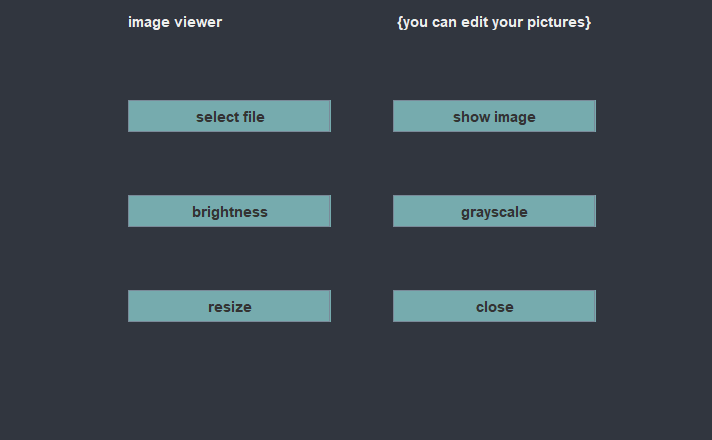 image viewer {you can edit your pictures}
select file show image
brightness grayscale
resize close